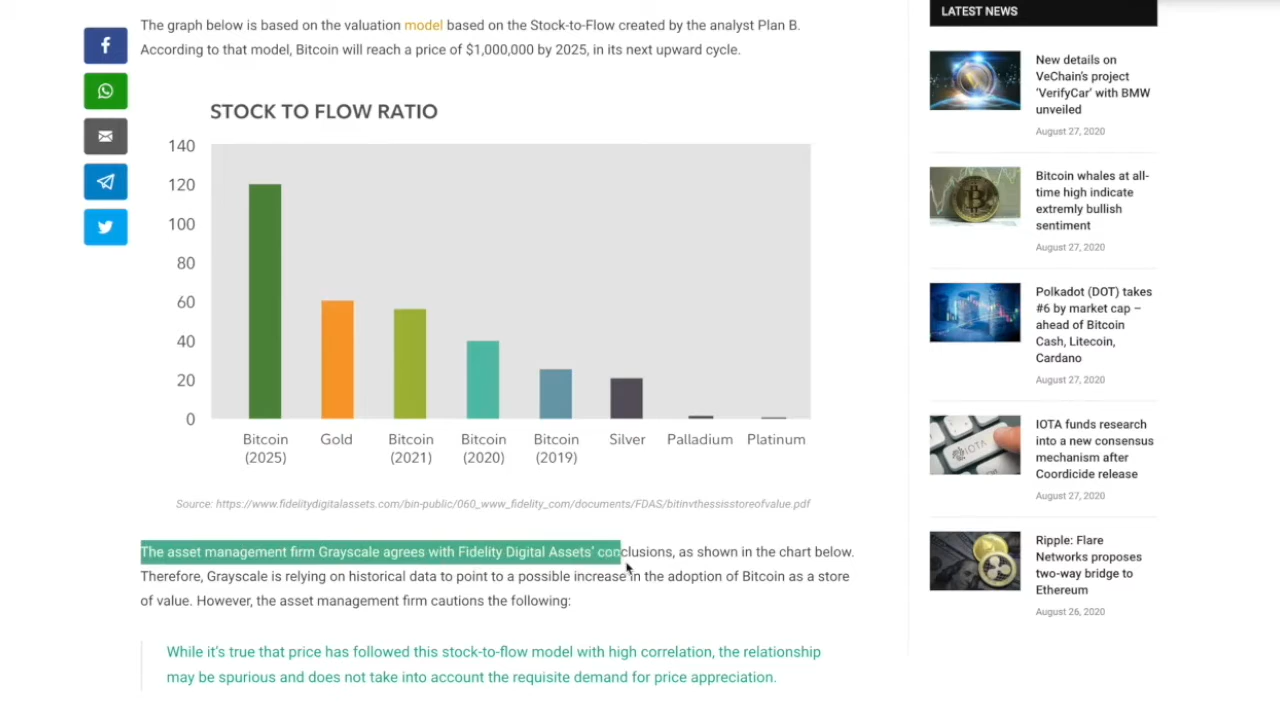 The graph below is based on the valuation model based on the Stock-to-Flow created by the analyst Plan B.
According to that model, Bitcoin will reach a price of $1,000,000 by 2025, in its next upward cycle.
STOCK TO FLOW RATIO
140
120
100
80
60
40
20
0
Bitcoin (2025)
Gold
Bitcoin (2021)
Bitcoin (2020)
Bitcoin (2019)
Silver
Palladium
Platinum
Source: https://www.fidelitydigitalassets.com/bin-public/060_www_fidelity_com/documents/FDAS/bitinvthessisstoreofvalue.pdf
The asset management firm Grayscale agrees with Fidelity Digital Assets' conclusions, as shown in the chart below.
Therefore, Grayscale is relying on historical data to point to a possible increase in the adoption of Bitcoin as a store
of value. However, the asset management firm cautions the following:
While it's true that price has followed this stock-to-flow model with high correlation, the relationship
may be spurious and does not take into account the requisite demand for price appreciation.
LATEST NEWS
New details on
VeChain's project
'VerifyCar' with BMW
unveiled
August 27, 2020
Bitcoin whales at all-
time high indicate
extremly bullish
sentiment
August 27, 2020
Polkadot (DOT) takes
#6 by market cap –
ahead of Bitcoin
Cash, Litecoin,
Cardano
August 27, 2020
IOTA
IOTA funds research
into a new consensus
mechanism after
Coordicide release
August 27, 2020
Ripple: Flare
Networks proposes
two-way bridge to
Ethereum
August 26, 2020